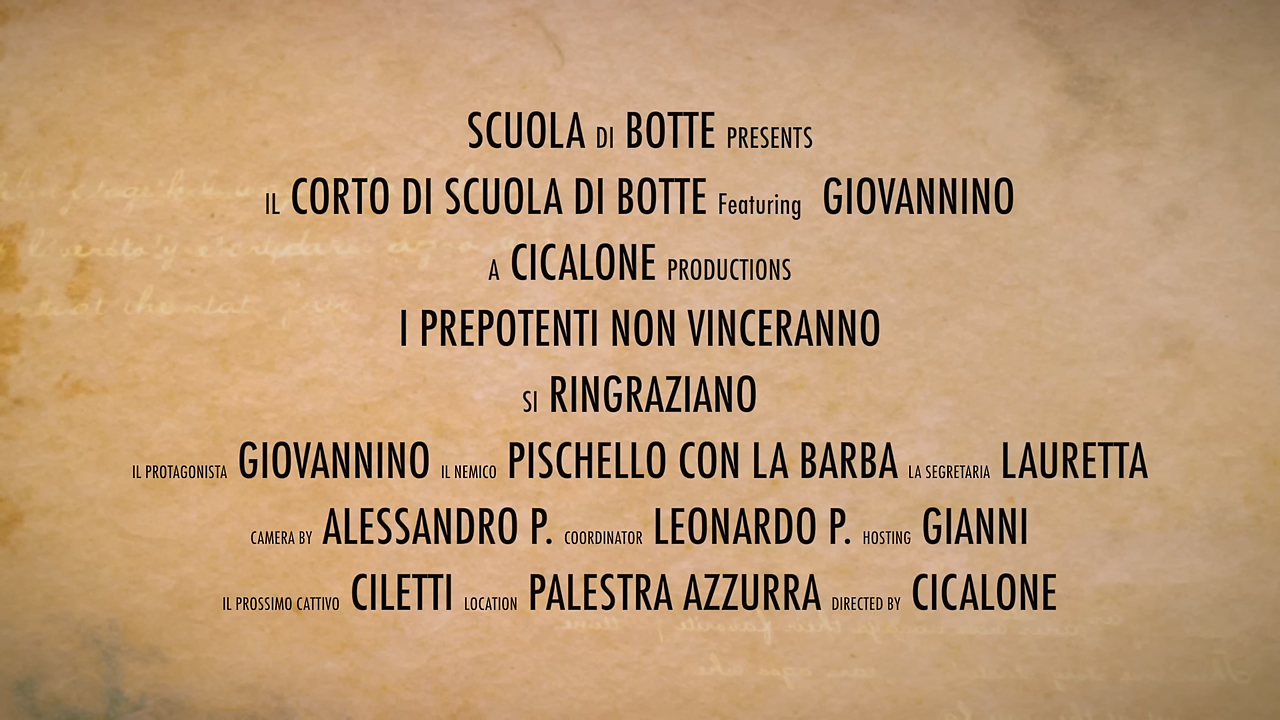 SCUOLA DI BOTTE PRESENTS
IL CORTO DI SCUOLA DI BOTTE Featuring GIOVANNINO
A CICALONE PRODUCTIONS
I PREPOTENTI NON VINCERANNO
SI RINGRAZIANO
IL PROTAGONISTA GIOVANNINO IL NEMICO PISCHELLO CON LA BARBA LA SEGRETARIA LAURETTA
CAMERA BY ALESSANDRO P. COORDINATOR LEONARDO P. HOSTING GIANNI
IL PROSSIMO CATTIVO CILETTI LOCATION PALESTRA AZZURRA DIRECTED BY CICALONE